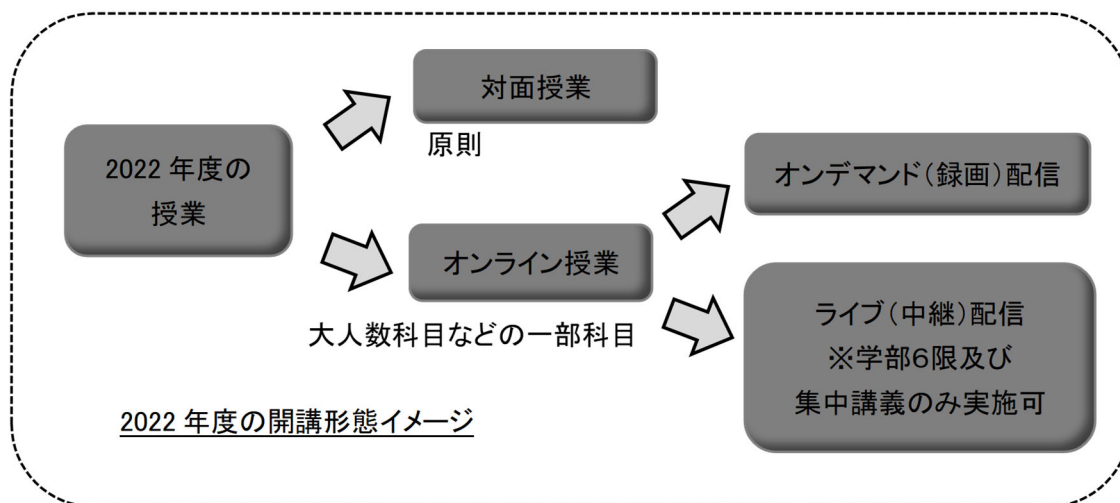 対面授業
原則
2022 年度の
授業
オンデマンド（録画）配信
オンライン授業
大人数科目などの一部科目
ライブ（中継）配信
※学部６限及び
集中講義のみ実施可
2022 年度の開講形態イメージ